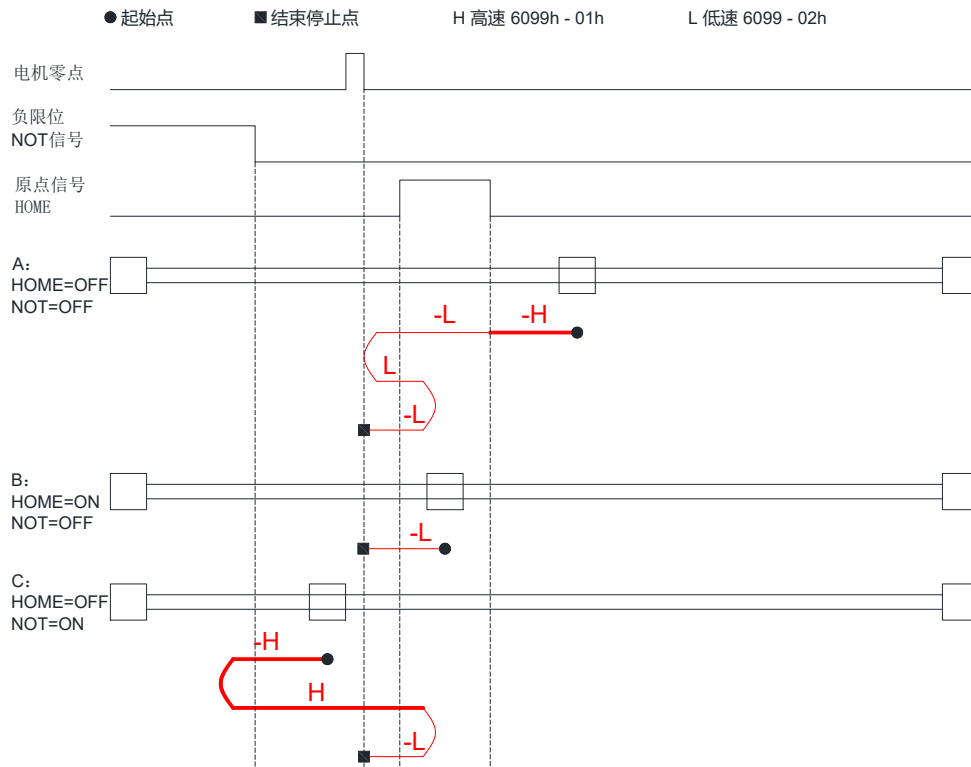 ● 起始点 ■ 结束停止点 H 高速 6099h - 01h L 低速 6099 - 02h
电机零点
负限位
NOT信号
原点信号
HOME
A：
HOME=OFF
NOT=OFF
-L -H
L
-L
B：
HOME=ON
NOT=OFF
-L
C：
HOME=OFF
NOT=ON
-H
H
-L